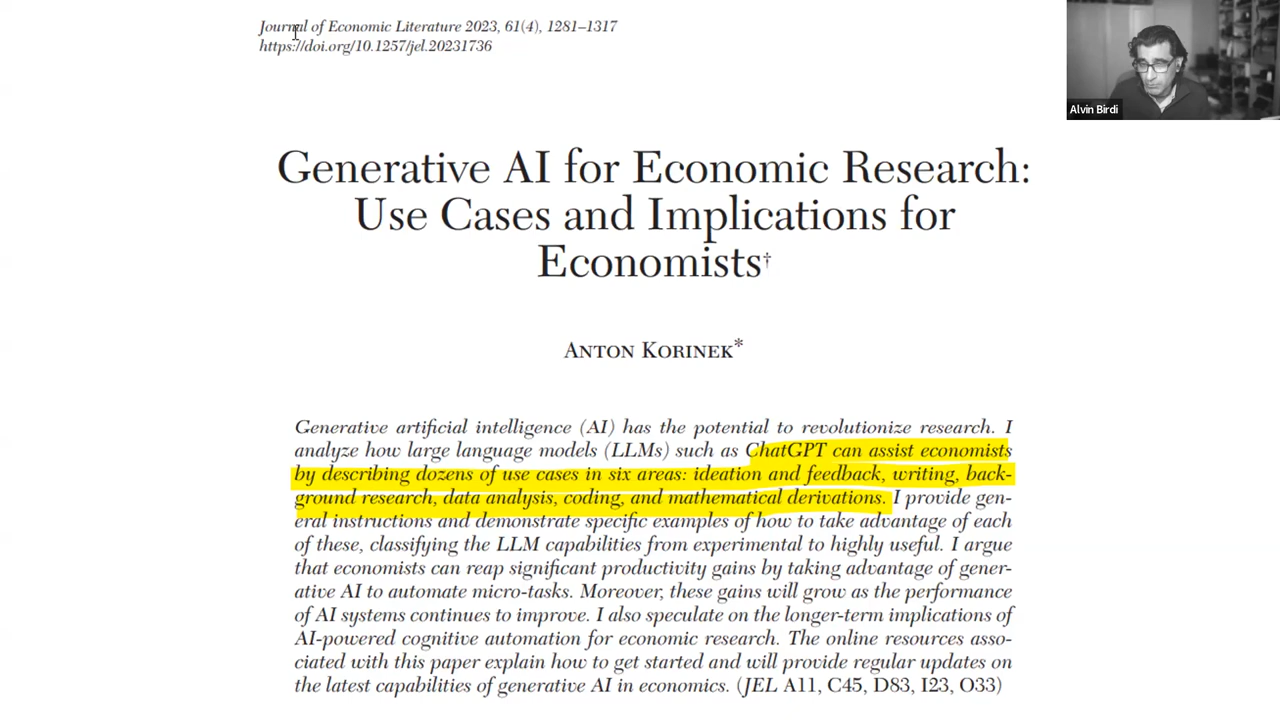 Journal of Economic Literature 2023, 61(4), 1281–1317
https://doi.org/10.1257/jel.20231736
Alvin Birdi
Generative AI for Economic Research:
Use Cases and Implications for
Economists†
Anton Korinek*
Generative artificial intelligence (AI) has the potential to revolutionize research. I
analyze how large language models (LLMs) such as ChatGPT can assist economists
by describing dozens of use cases in six areas: ideation and feedback, writing, back-
ground research, data analysis, coding, and mathematical derivations. I provide gen-
eral instructions and demonstrate specific examples of how to take advantage of each
of these, classifying the LLM capabilities from experimental to highly useful. I argue
that economists can reap significant productivity gains by taking advantage of gener-
ative AI to automate micro-tasks. Moreover, these gains will grow as the performance
of AI systems continues to improve. I also speculate on the longer-term implications of
AI-powered cognitive automation for economic research. The online resources asso-
ciated with this paper explain how to get started and will provide regular updates on
the latest capabilities of generative AI in economics. (JEL A11, C45, D83, I23, O33)